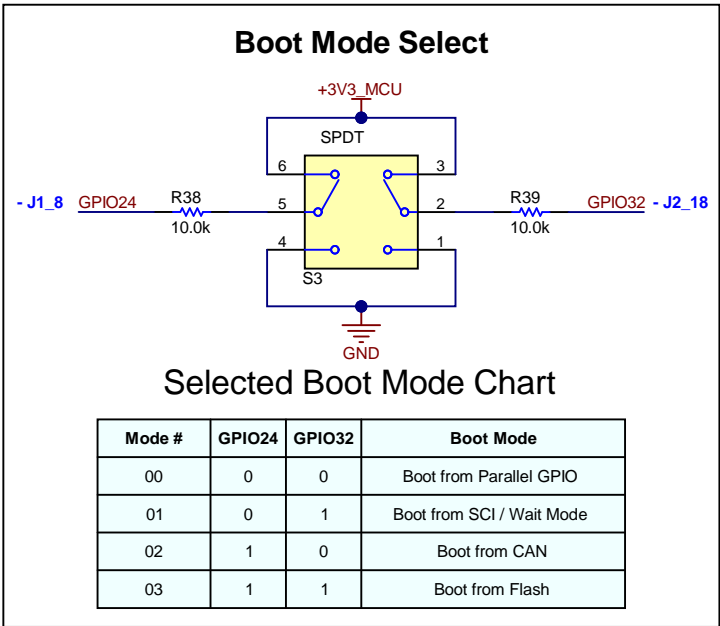 Boot Mode Select
+3V3_MCU
SPDT
6 3
- J1_8 GPIO24 R38 5 2 R39 GPIO32 - J2_18
10.0k 10.0k
4 1
S3
GND
Selected Boot Mode Chart
Mode # GPIO24 GPIO32 Boot Mode
00 0 0 Boot from Parallel GPIO
01 0 1 Boot from SCI / Wait Mode
02 1 0 Boot from CAN
03 1 1 Boot from Flash